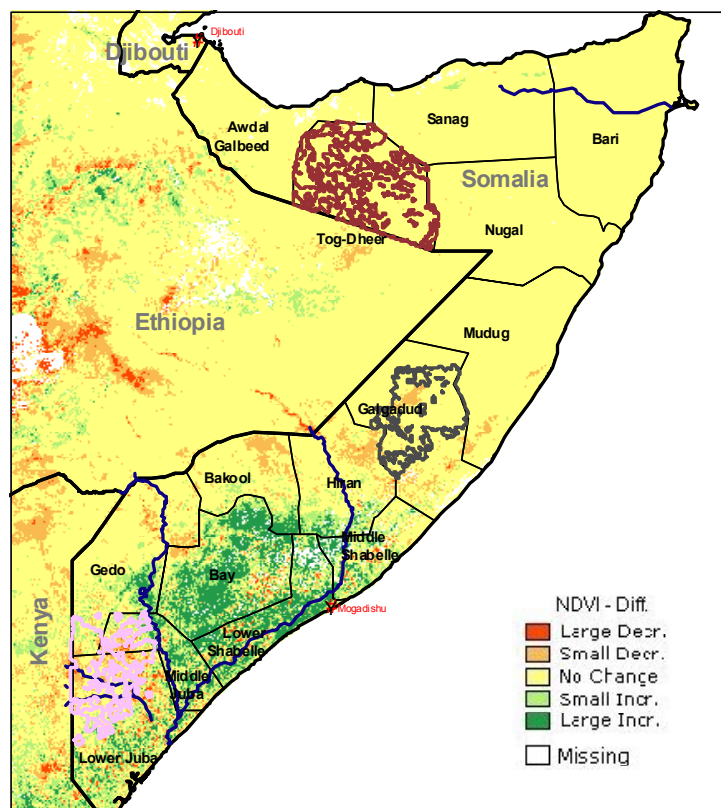 Djibouti
Djibouti
Awdal
Galbeed
Sanag
Bari
Somalia
Tog-Dheer
Nugal
Ethiopia
Mudug
Galgadud
Bakool
Hiran
Middle
Shabelle
Gedo
Bay
Mogadishu
Kenya
Lower
Shabelle
Middle
Juba
Lower Juba
NDVI - Diff.
Large Decr.
Small Decr.
No Change
Small Incr.
Large Incr.
Missing